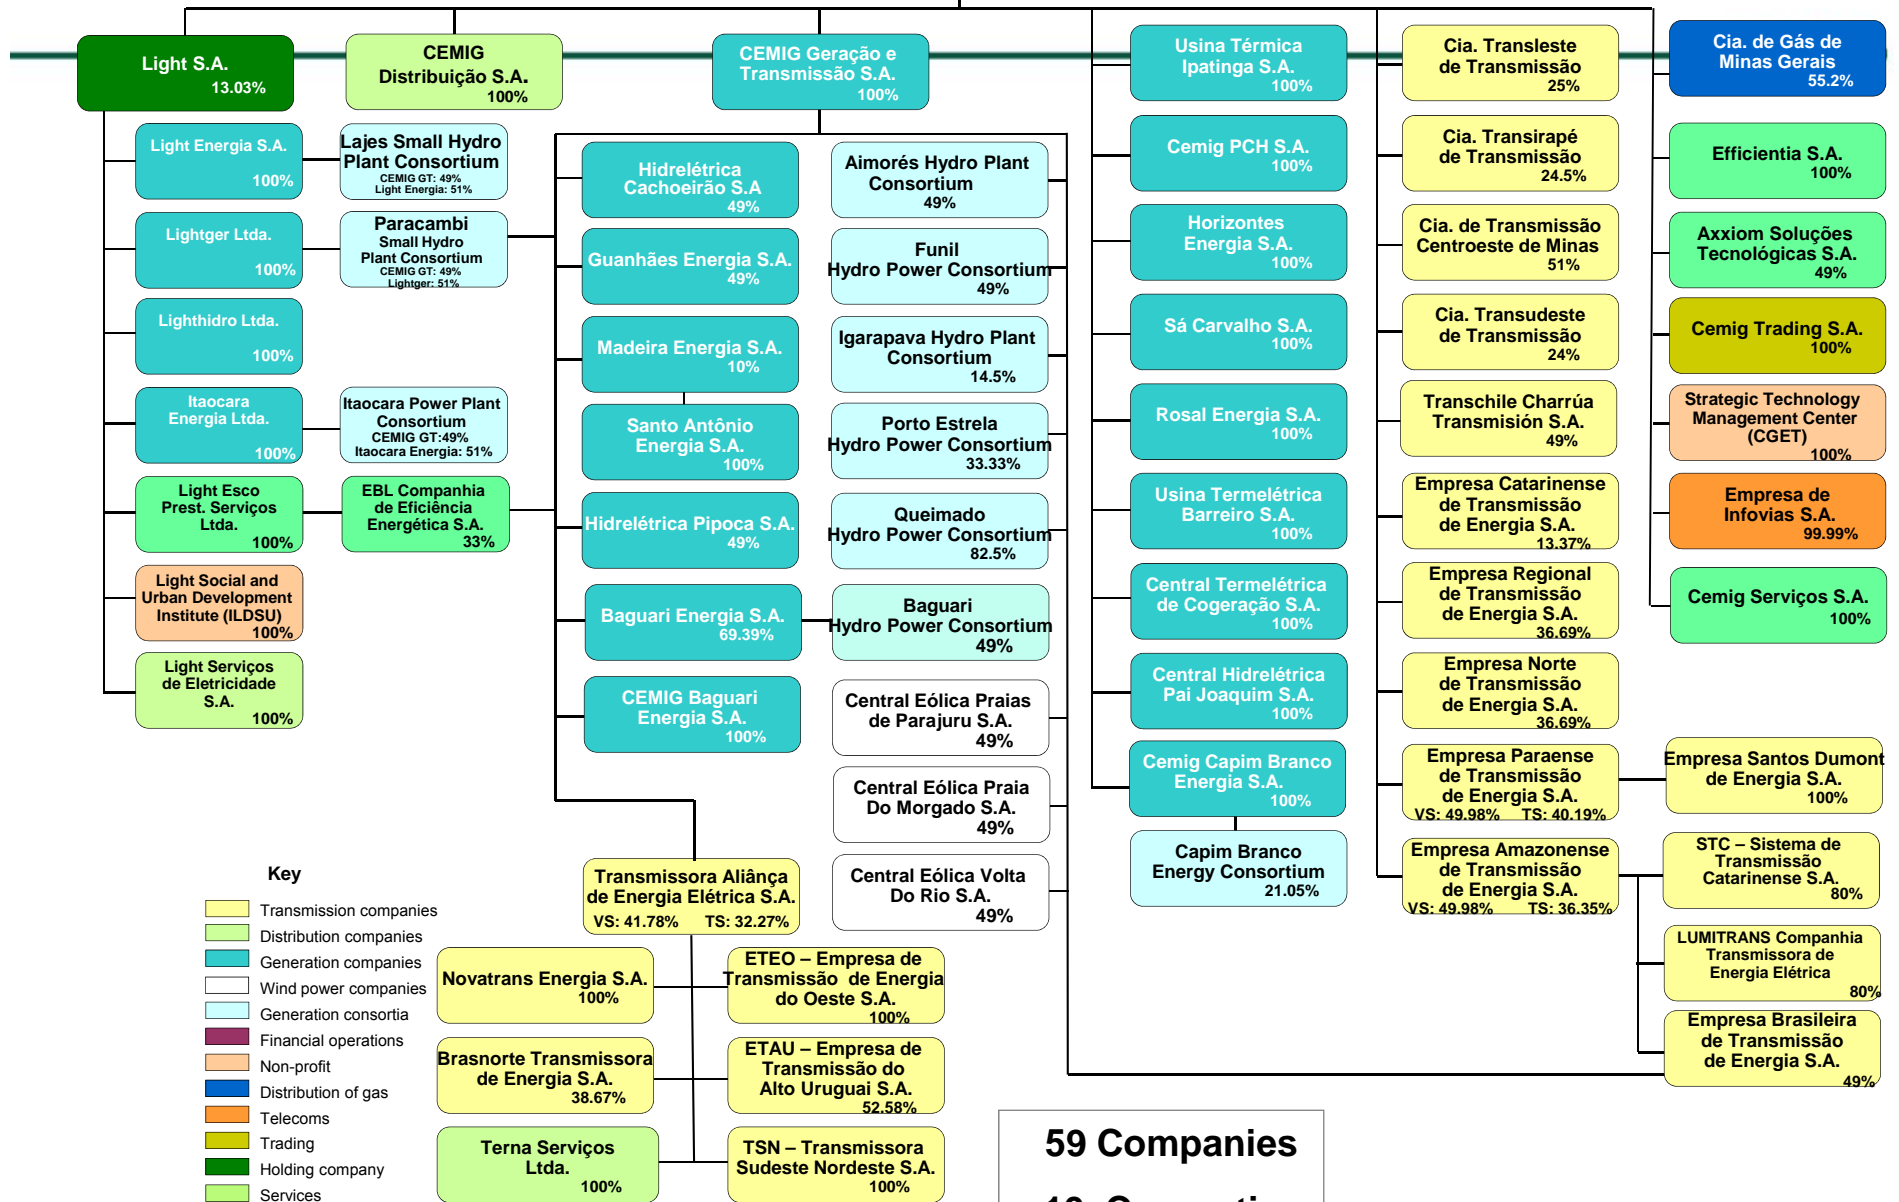 Light S.A.
13.03%
CEMIG
Distribuição S.A.
100%
CEMIG Geração e
Transmissão S.A.
100%
Usina Térmica
Ipatinga S.A.
100%
Cia. Transleste
de Transmissão
25%
Cia. de Gás de
Minas Gerais
55.2%
Light Energia S.A.
100%
Lajes Small Hydro
Plant Consortium
CEMIG GT: 49%
Light Energia: 51%
Lightger Ltda.
100%
Paracambi
Small Hydro
Plant Consortium
CEMIG GT: 49%
Lightger: 51%
Lighthidro Ltda.
100%
Itaocara
Energia Ltda.
100%
Itaocara Power Plant
Consortium
CEMIG GT:49%
Itaocara Energia: 51%
Light Esco
Prest. Serviços
Ltda.
100%
EBL Companhia
de Eficiência
Energética S.A.
33%
Light Social and
Urban Development
Institute (ILDSU)
100%
Light Serviços
de Eletricidade
S.A.
100%
Hidrelétrica
Cachoeirão S.A
49%
Guanhães Energia S.A.
49%
Madeira Energia S.A.
10%
Santo Antônio
Energia S.A.
100%
Hidrelétrica Pipoca S.A.
49%
Baguari Energia S.A.
69.39%
CEMIG Baguari
Energia S.A.
100%
Aimorés Hydro Plant
Consortium
49%
Funil
Hydro Power Consortium
49%
Igarapava Hydro Plant
Consortium
14.5%
Porto Estrela
Hydro Power Consortium
33.33%
Queimado
Hydro Power Consortium
82.5%
Baguari
Hydro Power Consortium
49%
Central Eólica Praias
de Parajuru S.A.
49%
Central Eólica Praia
Do Morgado S.A.
49%
Central Eólica Volta
Do Rio S.A.
49%
Cemig PCH S.A.
100%
Horizontes
Energia S.A.
100%
Sá Carvalho S.A.
100%
Rosal Energia S.A.
100%
Usina Termelétrica
Barreiro S.A.
100%
Central Termelétrica
de Cogeração S.A.
100%
Central Hidrelétrica
Pai Joaquim S.A.
100%
Cemig Capim Branco
Energia S.A.
100%
Capim Branco
Energy Consortium
21.05%
Cia. Transirapé
de Transmissão
24.5%
Cia. de Transmissão
Centroeste de Minas
51%
Cia. Transudeste
de Transmissão
24%
Transchile Charrúa
Transmisión S.A.
49%
Empresa Catarinense
de Transmissão
de Energia S.A.
13.37%
Empresa Regional
de Transmissão
de Energia S.A.
36.69%
Empresa Norte
de Transmissão
de Energia S.A.
36.69%
Empresa Paraense
de Transmissão
de Energia S.A.
VS: 49.98% TS: 40.19%
Empresa Amazonense
de Transmissão
de Energia S.A.
VS: 49.98% TS: 36.35%
Efficientia S.A.
100%
Axxiom Soluções
Tecnológicas S.A.
49%
Cemig Trading S.A.
100%
Strategic Technology
Management Center
(CGET)
100%
Empresa de
Infovias S.A.
99.99%
Cemig Serviços S.A.
100%
Empresa Santos Dumont
de Energia S.A.
100%
STC – Sistema de
Transmissão
Catarinense S.A.
80%
LUMITRANS Companhia
Transmissora de
Energia Elétrica
80%
Empresa Brasileira
de Transmissão
de Energia S.A.
49%
Transmissora Aliânça
de Energia Elétrica S.A.
VS: 41.78% TS: 32.27%
Novatrans Energia S.A.
100%
ETEO – Empresa de
Transmissão de Energia
do Oeste S.A.
100%
Brasnorte Transmissora
de Energia S.A.
38.67%
ETAU – Empresa de
Transmissão do
Alto Uruguai S.A.
52.58%
Terna Serviços
Ltda.
100%
TSN – Transmissora
Sudeste Nordeste S.A.
100%
Key
Transmission companies
Distribution companies
Generation companies
Wind power companies
Generation consortia
Financial operations
Non-profit
Distribution of gas
Telecoms
Trading
Holding company
Services
59 Companies